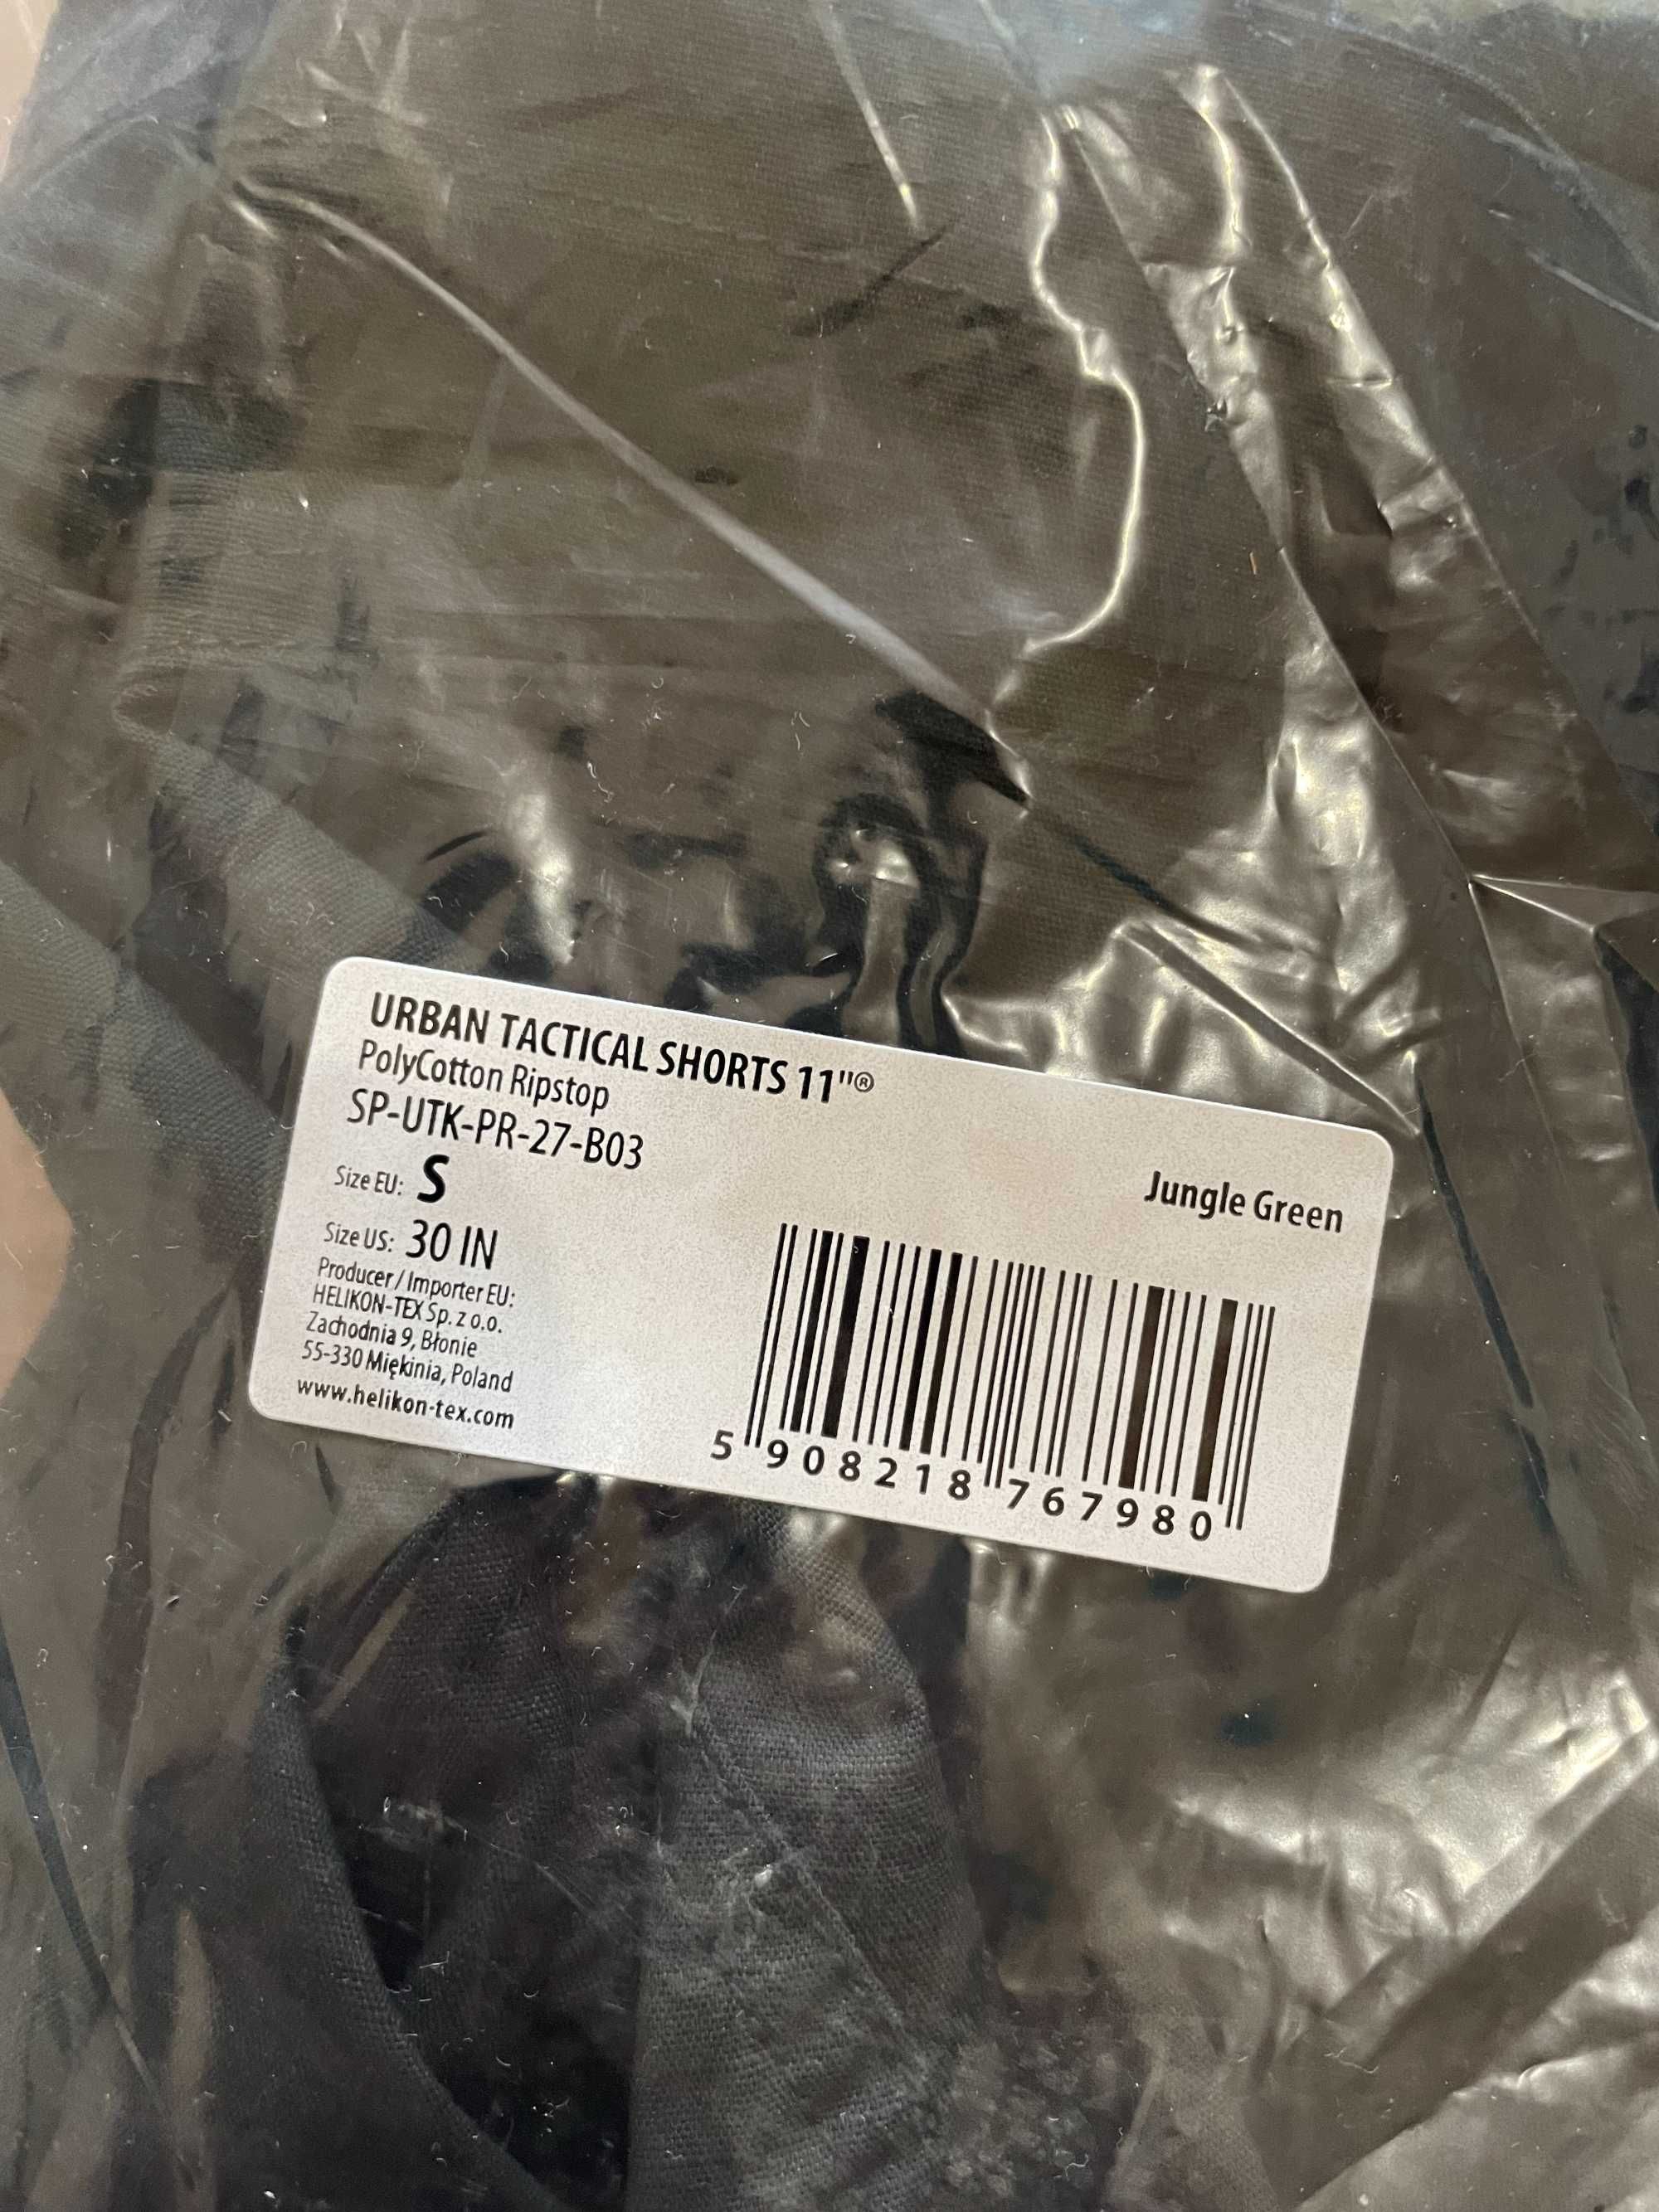 URBAN TACTICAL SHORTS 11"®
PolyCotton Ripstop
SP-UTK-PR-27-B03
Jungle Green
Size EU: S
Size US: 30 IN
Producer / Importer EU:
HELIKON-TEX Sp. z o.o.
Zachodnia 9, Błonie
55-330 Miękinia, Poland
www.helikon-tex.com
5 908218 767980